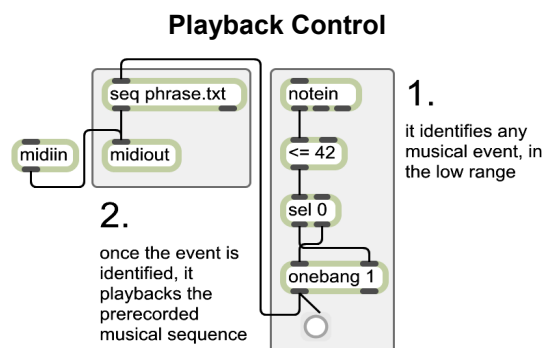 Playback Control
seq phrase.txt
midiin
midiout
2.
once the event is
identified, it
playbacks the
prerecorded
musical sequence
notein
<= 42
sel 0
onebang 1
1.
it identifies any
musical event, in
the low range